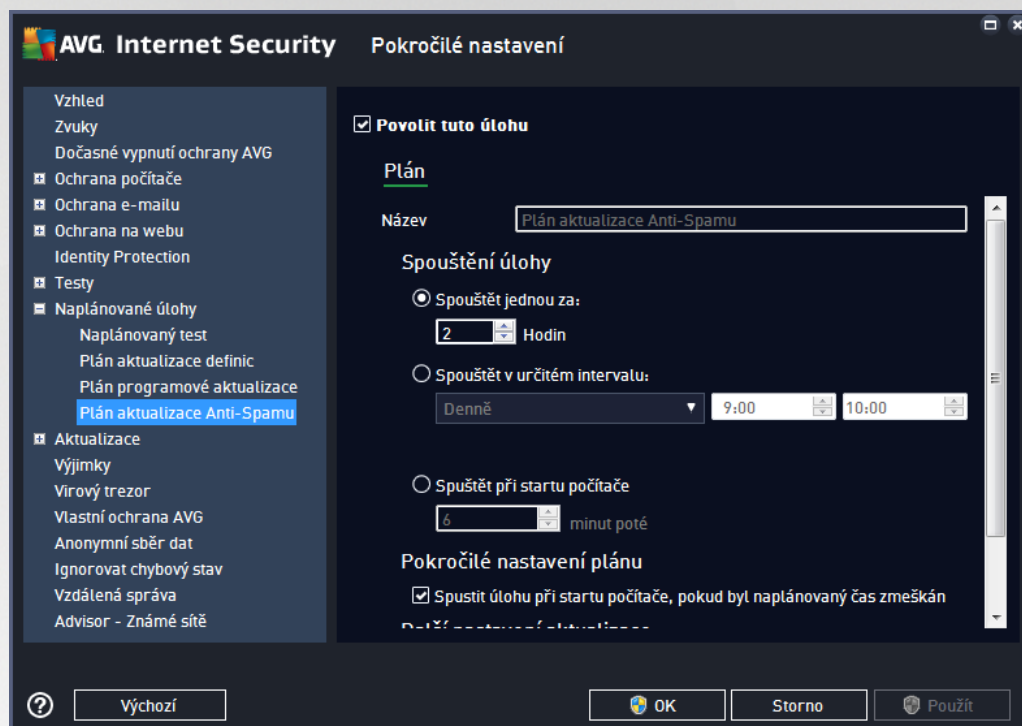 AVG. Internet Security Pokročilé nastavení
Vzhled
Zvuky
Dočasné vypnutí ochrany AVG
Ochrana počítače
Ochrana e-mailu
Ochrana na webu
Identity Protection
Testy
Naplánované úlohy
Naplánovaný test
Plán aktualizace definic
Plán programové aktualizace
Plán aktualizace Anti-Spamu
Aktualizace
Výjimky
Virový trezor
Vlastní ochrana AVG
Anonymní sběr dat
Ignorovat chybový stav
Vzdálená správa
Advisor - Známé sítě
Povolit tuto úlohu
Plán
Název Plán aktualizace Anti-Spamu
Spouštění úlohy
Spouštět jednou za:
2 Hodin
Spouštět v určitém intervalu:
Denně 9:00 10:00
Spuštět při startu počítače
6 minut poté
Pokročilé nastavení plánu
Spustit úlohu při startu počítače, pokud byl naplánovaný čas zmeškán
Další nastavení aktualizace
? Výchozí OK Storno Použít